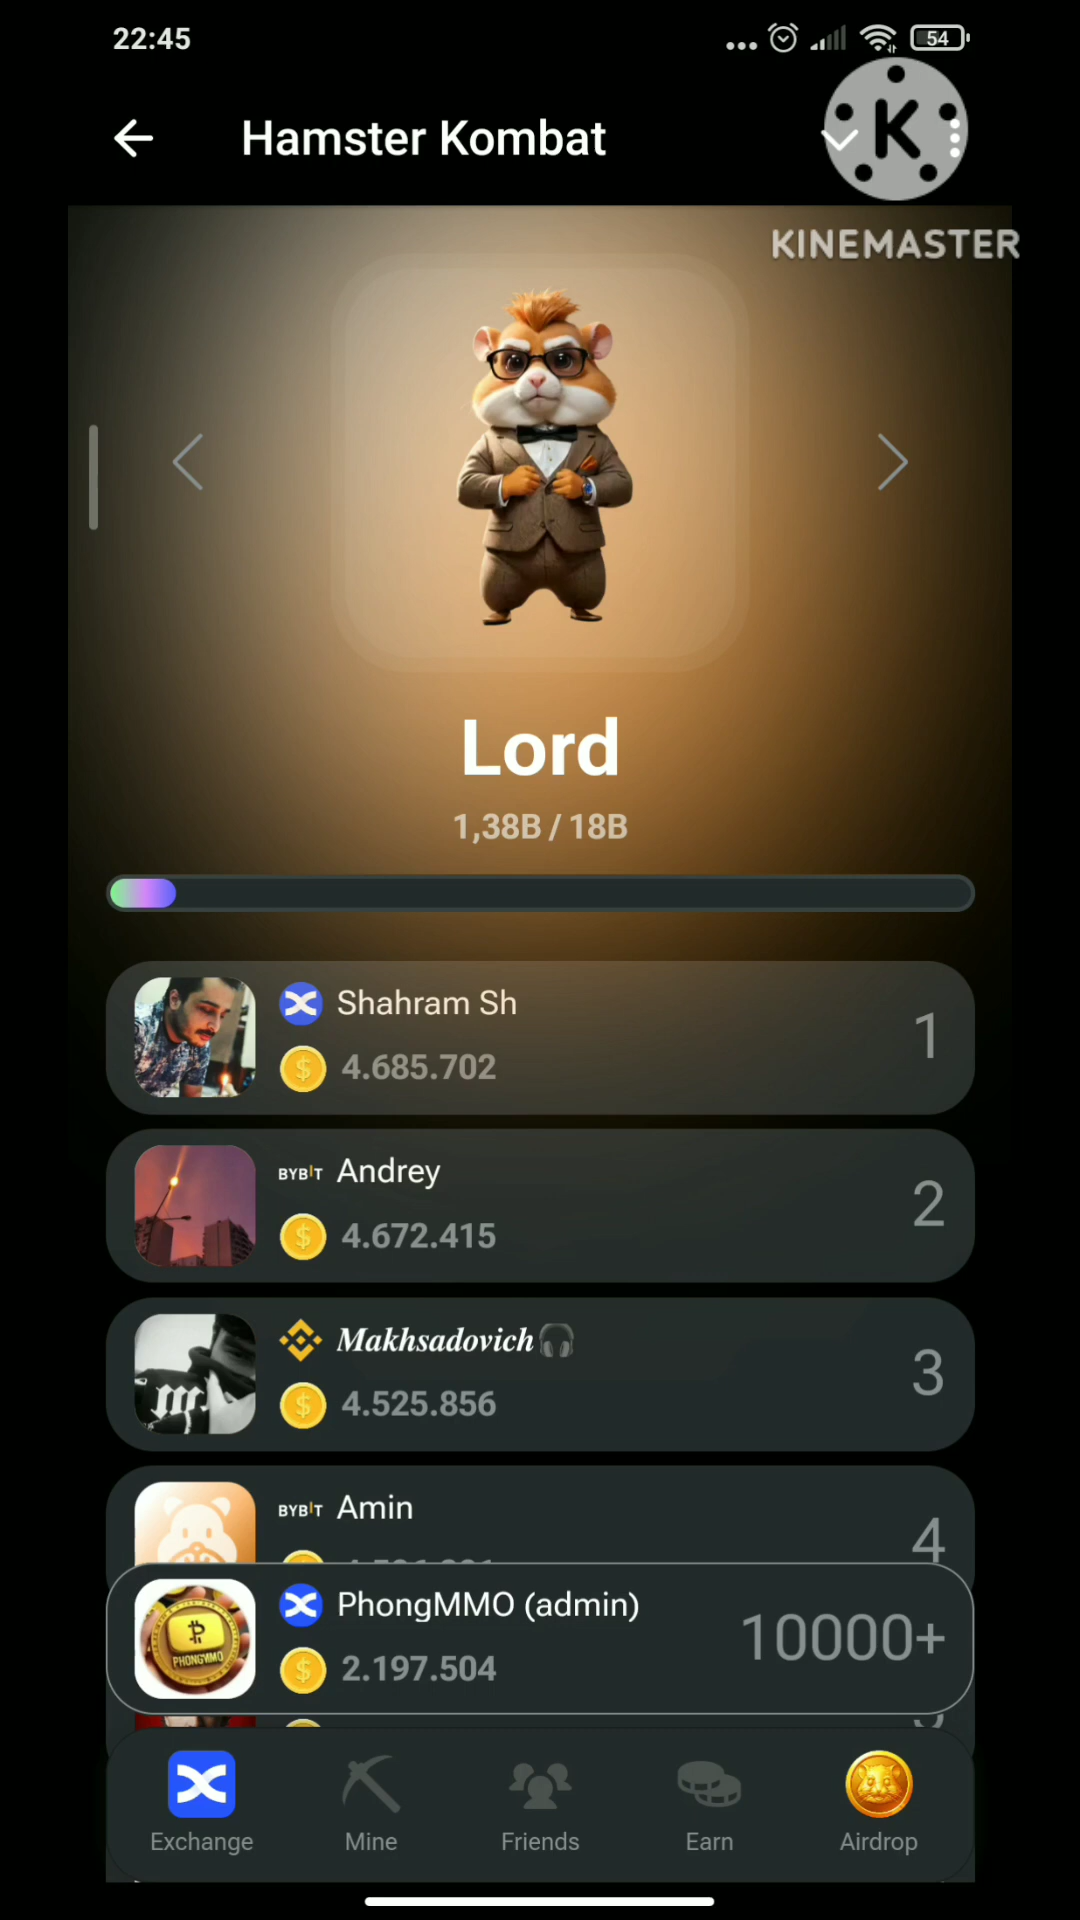 22:45
54
Hamster Kombat
K
KINEMASTER
Lord
1,38B / 18B
Shahram Sh
4.685.702
1
BYBIT Andrey
4.672.415
2
Makhsadovich🎧
4.525.856
3
BYBIT Amin
4
PHONGMMO
PhongMMO (admin)
2.197.504
10000+
Exchange
Mine
Friends
Earn
Airdrop